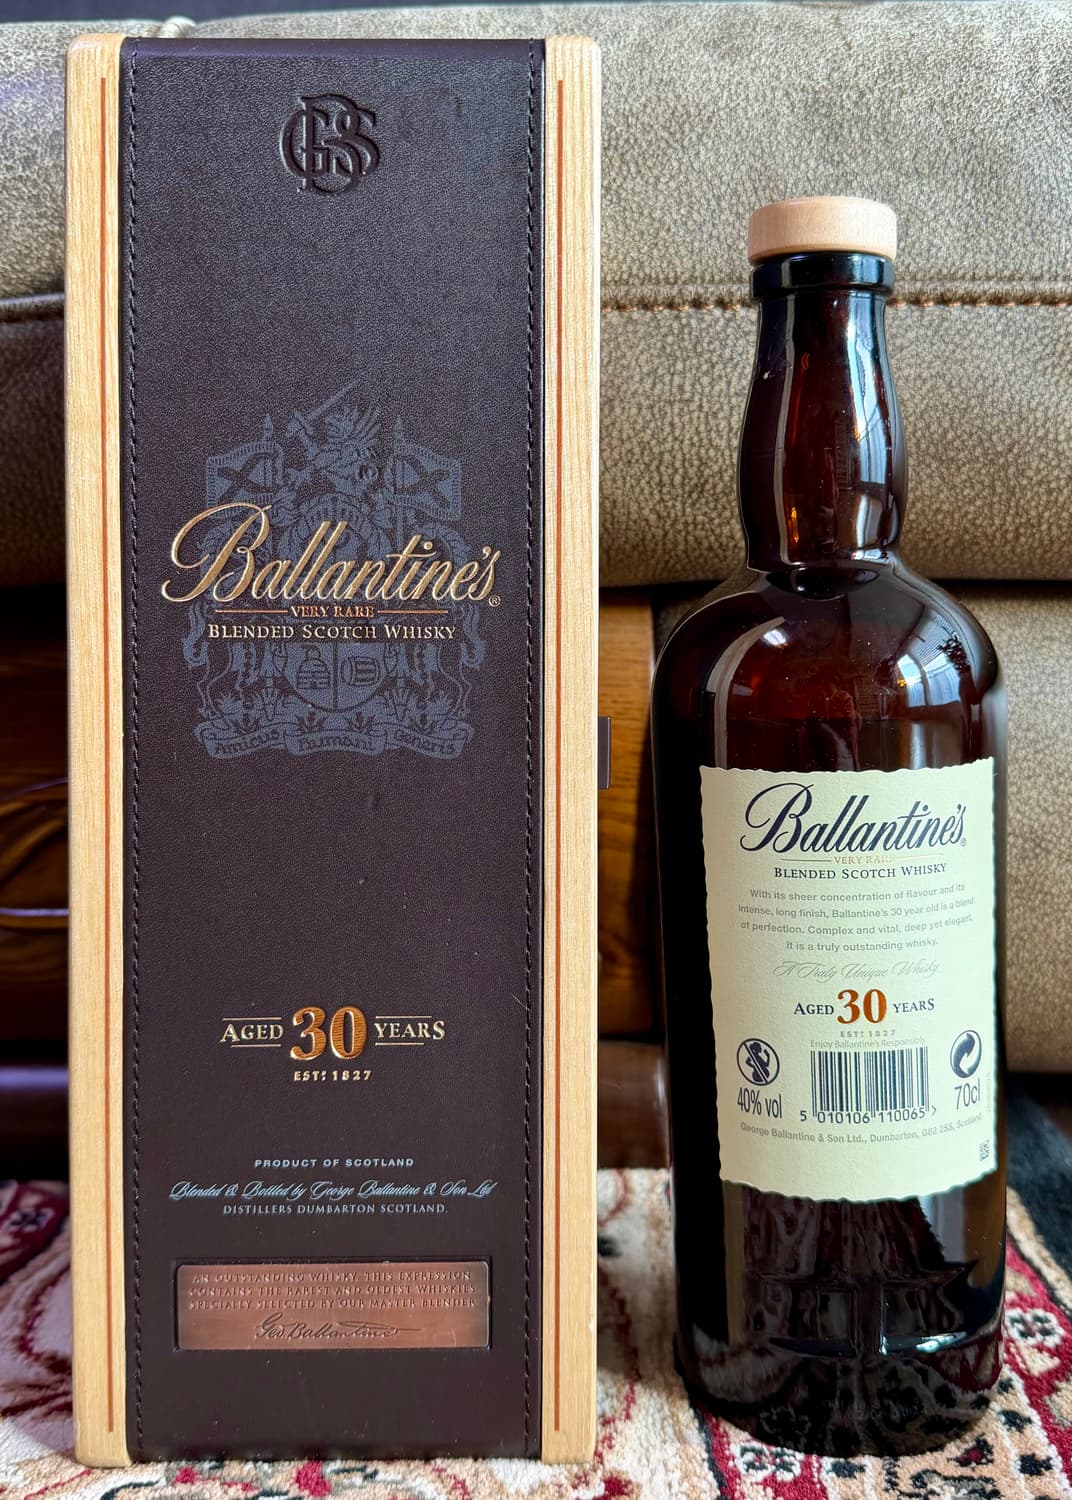 GBS
Ballantine's®
VERY RARE
BLENDED SCOTCH WHISKY
Amicus Humani Generis
AGED 30 YEARS
ESTD 1827
PRODUCT OF SCOTLAND
Blended & Bottled by George Ballantine & Son Ltd
DISTILLERS DUMBARTON SCOTLAND.
AN OUTSTANDING WHISKY, THIS EXPRESSION
CONTAINS THE RAREST AND OLDEST WHISKIES
SPECIALLY SELECTED BY OUR MASTER BLENDER
Geo. Ballantine
Ballantine's®
VERY RARE
BLENDED SCOTCH WHISKY
With its sheer concentration of flavour and its
intense, long finish, Ballantine's 30 year old is a blend
of perfection. Complex and vital, deep yet elegant,
it is a truly outstanding whisky.
A Truly Unique Whisky
AGED 30 YEARS
ESTD 1827
Enjoy Ballantine's Responsibly
40% vol
5 010106 110065 >
70cl
George Ballantine & Son Ltd., Dumbarton, G82 2SS, Scotland